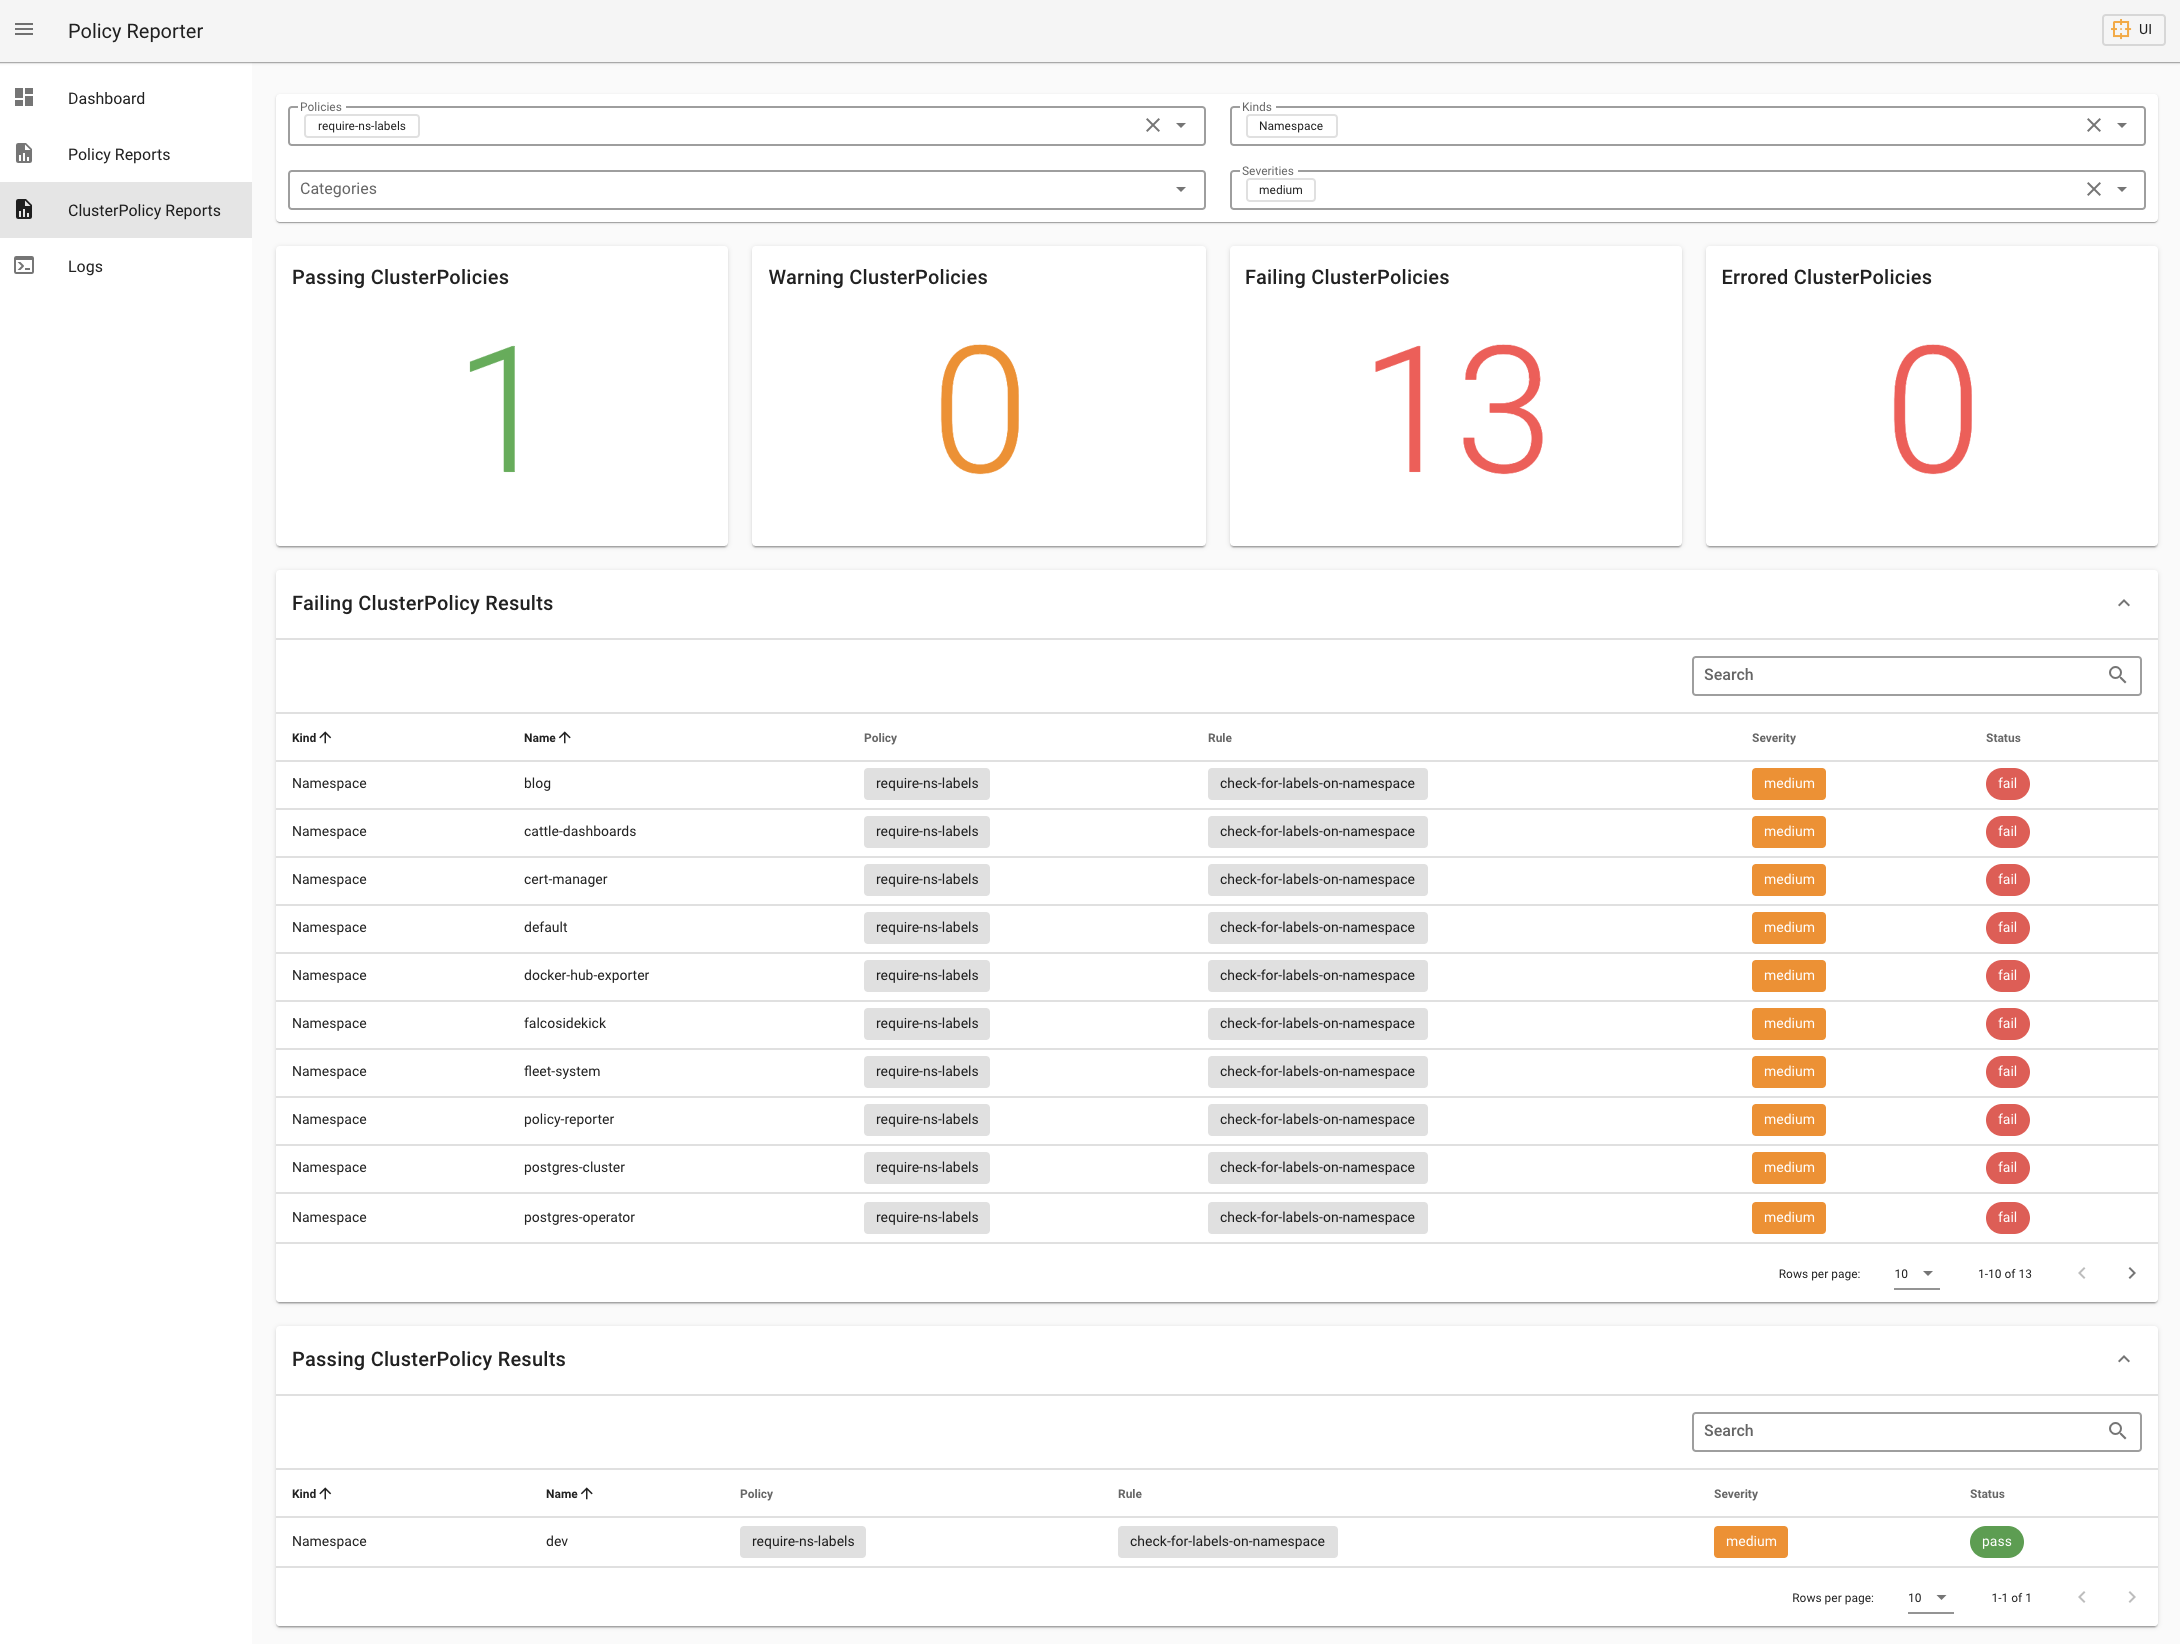 Policy Reporter
UI
Dashboard
Policy Reports
ClusterPolicy Reports
Logs
Policies
require-ns-labels
Kinds
Namespace
Categories
Severities
medium
Passing ClusterPolicies
1
Warning ClusterPolicies
0
Failing ClusterPolicies
13
Errored ClusterPolicies
0
Failing ClusterPolicy Results
Search
Kind Name Policy Rule Severity Status
Namespace blog require-ns-labels check-for-labels-on-namespace medium fail
Namespace cattle-dashboards require-ns-labels check-for-labels-on-namespace medium fail
Namespace cert-manager require-ns-labels check-for-labels-on-namespace medium fail
Namespace default require-ns-labels check-for-labels-on-namespace medium fail
Namespace docker-hub-exporter require-ns-labels check-for-labels-on-namespace medium fail
Namespace falcosidekick require-ns-labels check-for-labels-on-namespace medium fail
Namespace fleet-system require-ns-labels check-for-labels-on-namespace medium fail
Namespace policy-reporter require-ns-labels check-for-labels-on-namespace medium fail
Namespace postgres-cluster require-ns-labels check-for-labels-on-namespace medium fail
Namespace postgres-operator require-ns-labels check-for-labels-on-namespace medium fail
Rows per page: 10 1-10 of 13
Passing ClusterPolicy Results
Search
Kind Name Policy Rule Severity Status
Namespace dev require-ns-labels check-for-labels-on-namespace medium pass
Rows per page: 10 1-1 of 1